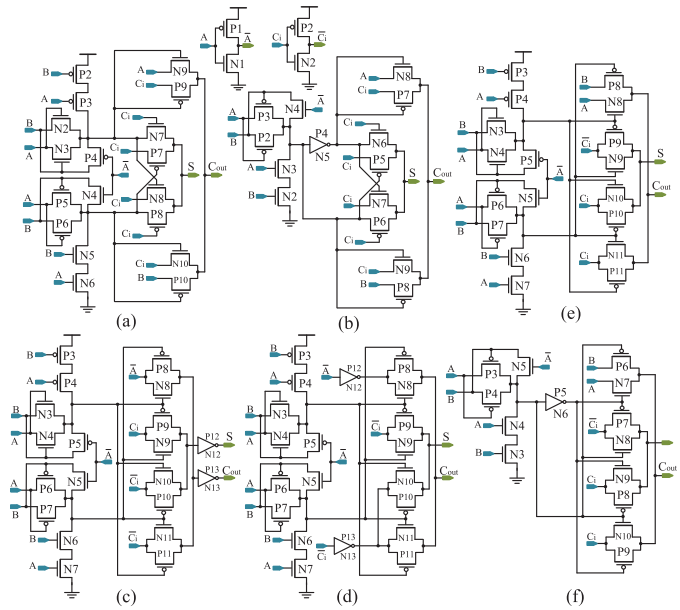 P1
A
A̅
N1
P2
Ci
C̅i
N2
P2
B
P3
B
N2
A
N3
P4
A̅
A
P5
N4
B
P6
B
N5
A
N6
A
N9
Ci
P9
Ci
N7
P7
S
Cout
Ci
N8
P8
Ci
Ci
N10
B
P10
(a)
A
P3
N4
A̅
B
P2
P4
N5
N3
B
N2
A
N8
A
P7
Ci
Ci
N6
P5
S
Cout
Ci
N7
P6
Ci
Ci
N9
B
P8
(b)
B
P3
A
P4
B
N3
A
N4
P5
A̅
A
P6
N5
B
P7
B
N6
A
N7
B
P8
A
N8
C̅i
P9
N9
S
Cout
Ci
N10
P10
Ci
N11
P11
(e)
B
P3
A
P4
B
N3
A
N4
P5
A̅
A
P6
N5
B
P7
B
N6
A
N7
A̅
P8
N8
P9
Ci
N9
P12
S
N12
C̅i
N10
P10
P13
Cout
N13
C̅i
N11
P11
(c)
B
P3
A
P4
B
N3
A
N4
P5
A̅
A
P6
N5
B
P7
B
N6
A
N7
A̅
P12
N12
P8
N8
Ci
P9
N9
S
Cout
C̅i
N10
P10
C̅i
P13
N13
N11
P11
(d)
A
P3
N5
A̅
B
P4
P5
N6
A
N4
B
N3
B
P6
A
N7
C̅i
P7
N8
Ci
N9
P8
Ci
N10
P9
(f)